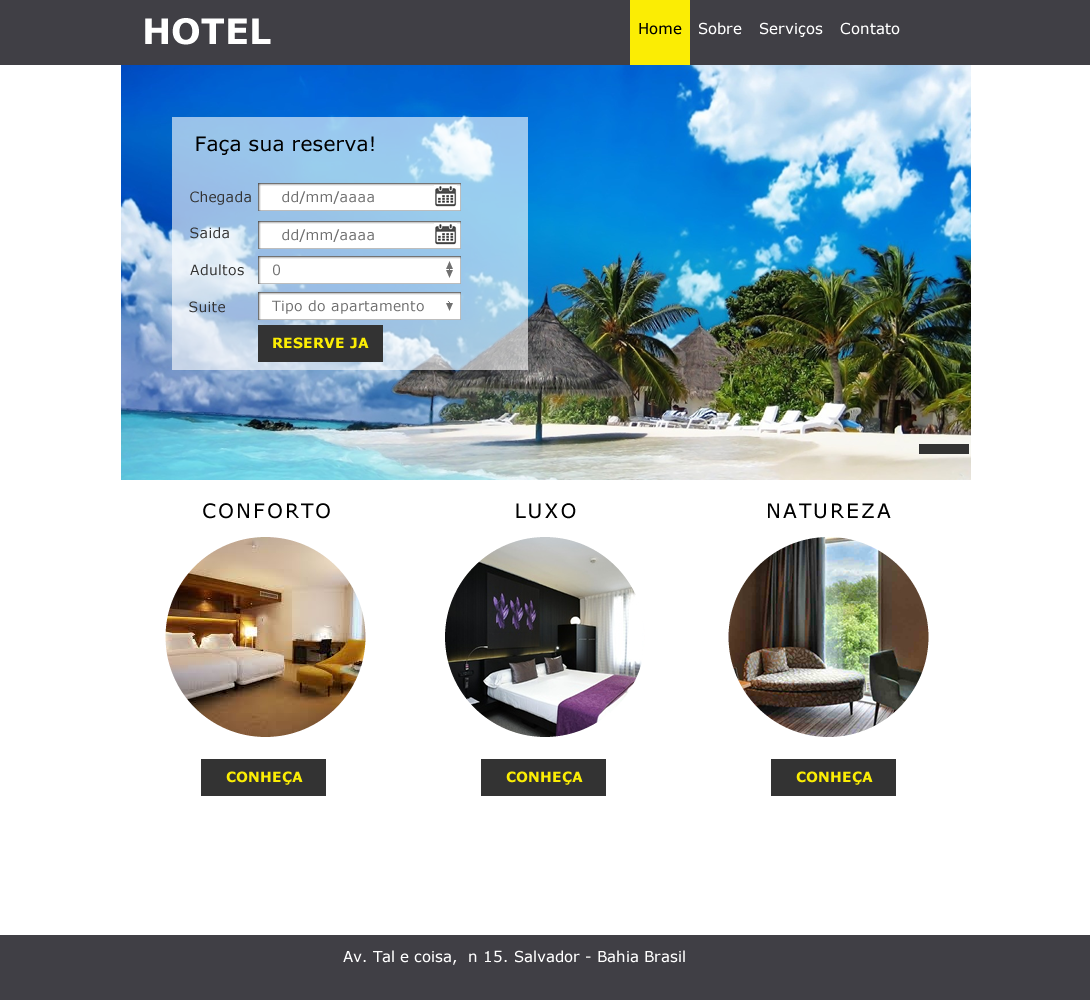 HOTEL
Home Sobre Serviços Contato
Faça sua reserva!
Chegada dd/mm/aaaa
Saida dd/mm/aaaa
Adultos 0
Suite Tipo do apartamento
RESERVE JA
CONFORTO LUXO NATUREZA
CONHEÇA CONHEÇA CONHEÇA
Av. Tal e coisa,  n 15. Salvador - Bahia Brasil